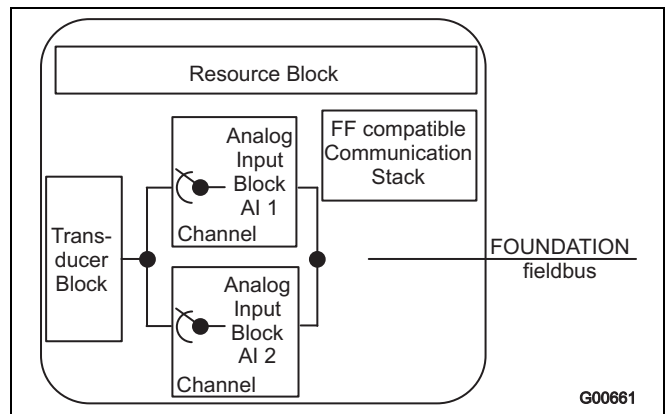 Resource Block
Analog
Input
Block
AI 1
Channel
FF compatible
Communication
Stack
Trans-
ducer
Block
FOUNDATION
fieldbus
Analog
Input
Block
AI 2
Channel
G00661